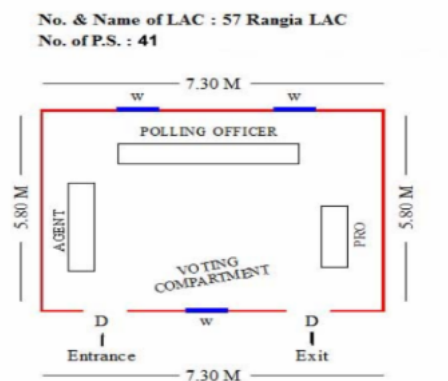 No. & Name of LAC : 57 Rangia LAC
No. of P.S. : 41
7.30 M
W W
POLLING OFFICER
5.80 M
AGENT
PRO
5.80 M
VOTING
COMPARTMENT
D W D
Entrance Exit
7.30 M